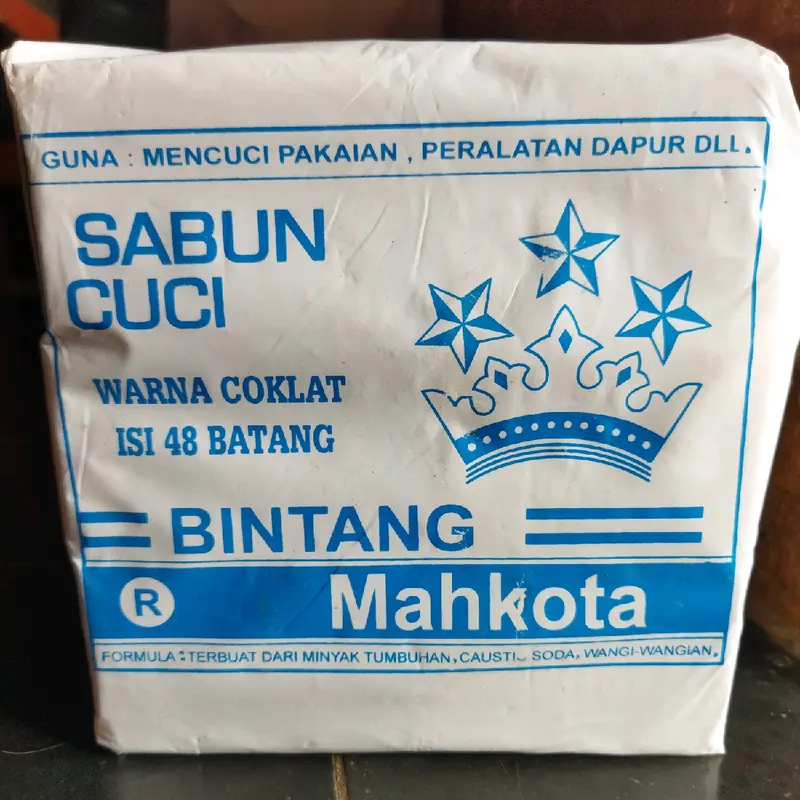 GUNA : MENCUCI PAKAIAN , PERALATAN DAPUR DLL.
SABUN
CUCI
WARNA COKLAT
ISI 48 BATANG
BINTANG
® Mahkota
FORMULA : TERBUAT DARI MINYAK TUMBUHAN, SODA, WANGI-WANGIAN.